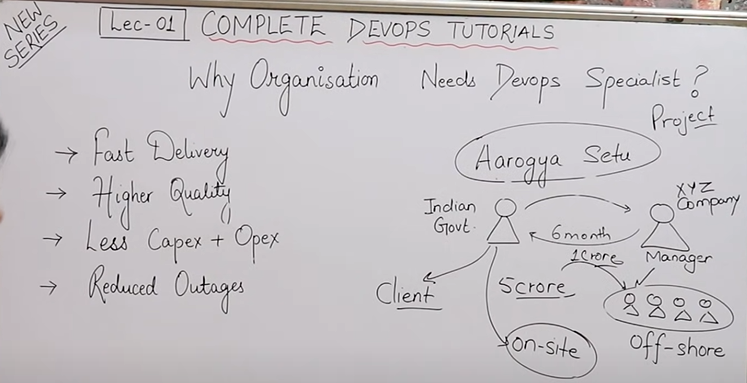 NEW
SERIES
Lec-01 COMPLETE DEVOPS TUTORIALS
Why Organisation Needs Devops Specialist?
→ Fast Delivery
→ Higher Quality
→ Less Capex + Opex
→ Reduced Outages
Project
Aarogya Setu
Indian
Govt.
XYZ
Company
6 month
1 Crore
Manager
Client
5 crore
On-site
Off-shore